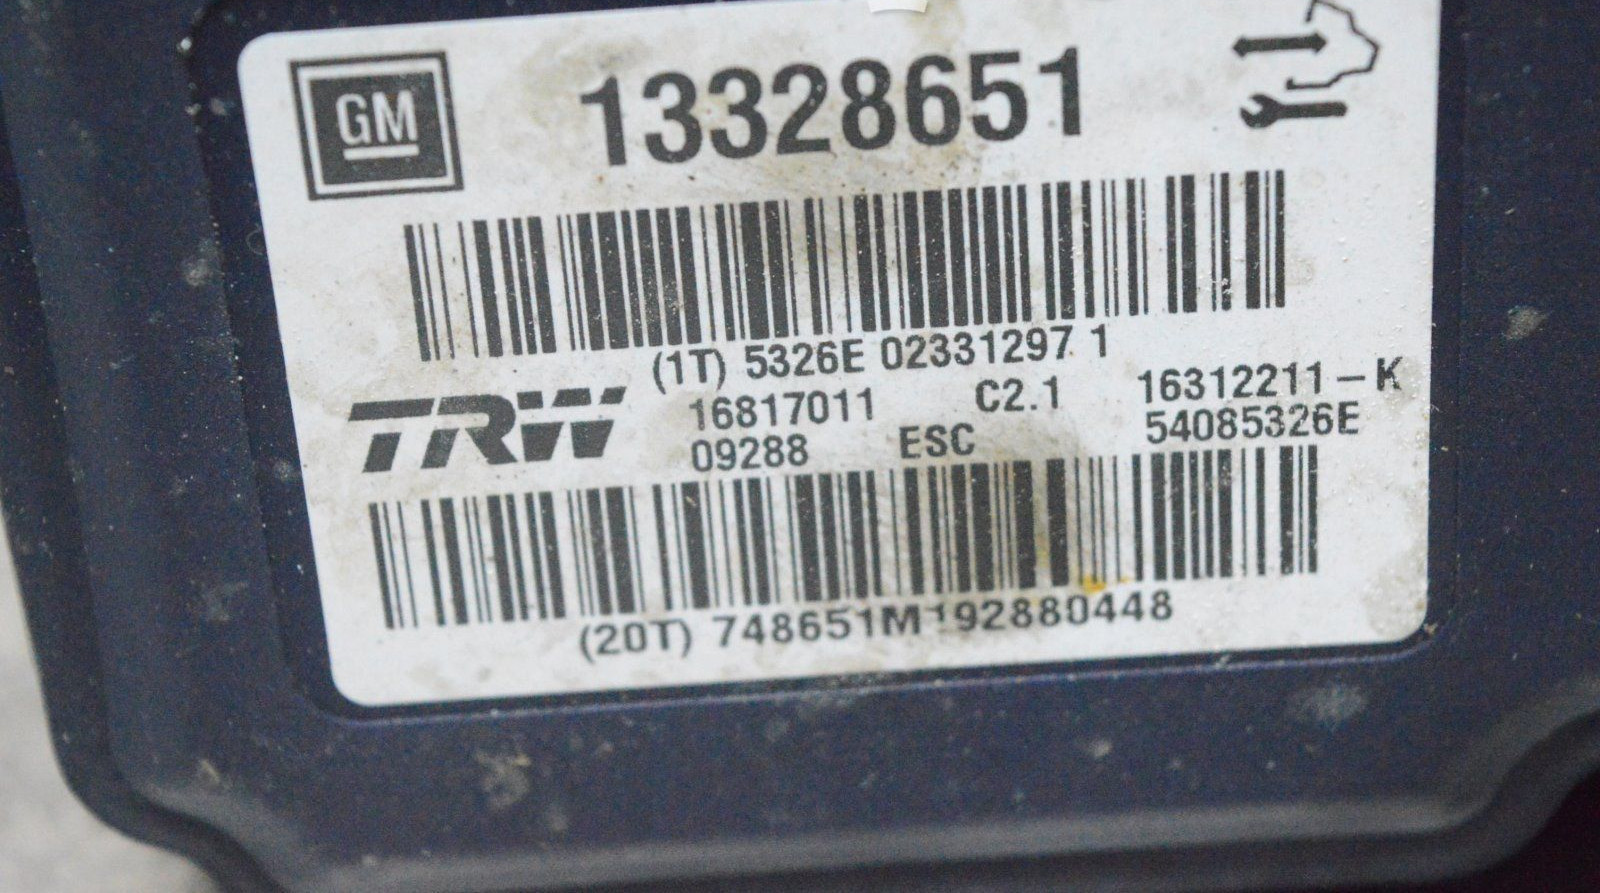 GM 13328651
(1T) 5326E 02331297 1
TRW 16817011 C2.1 16312211-K
09288 ESC 54085326E
(20T) 748651M192880448